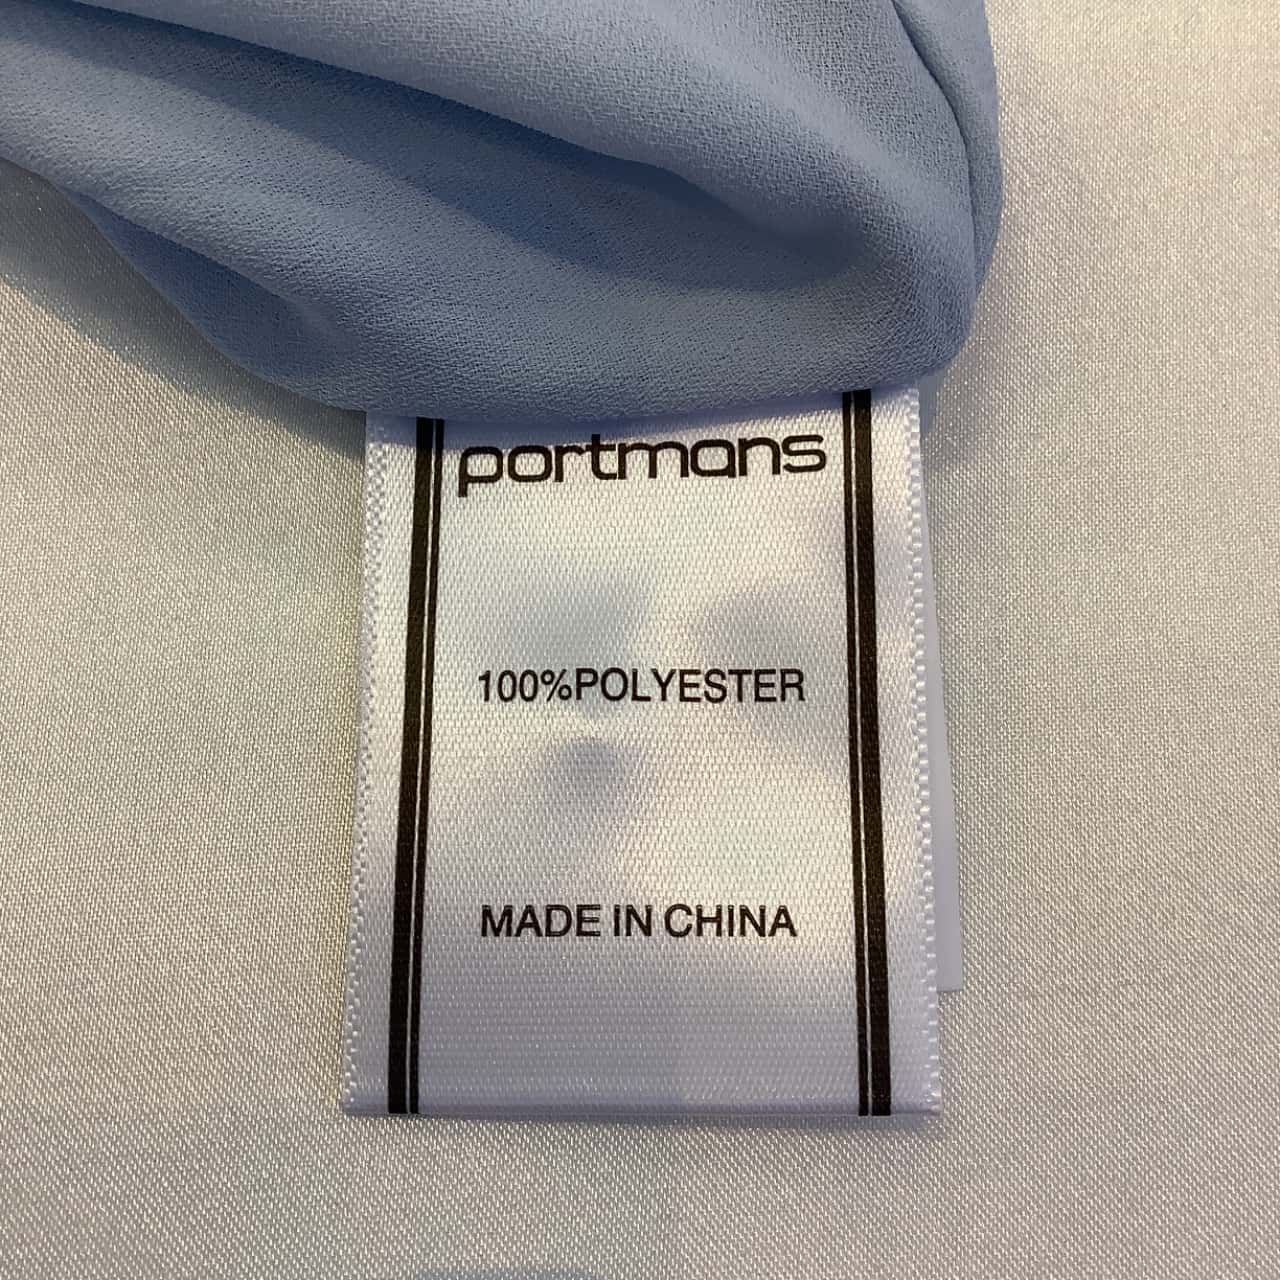 portmans
100%POLYESTER
MADE IN CHINA